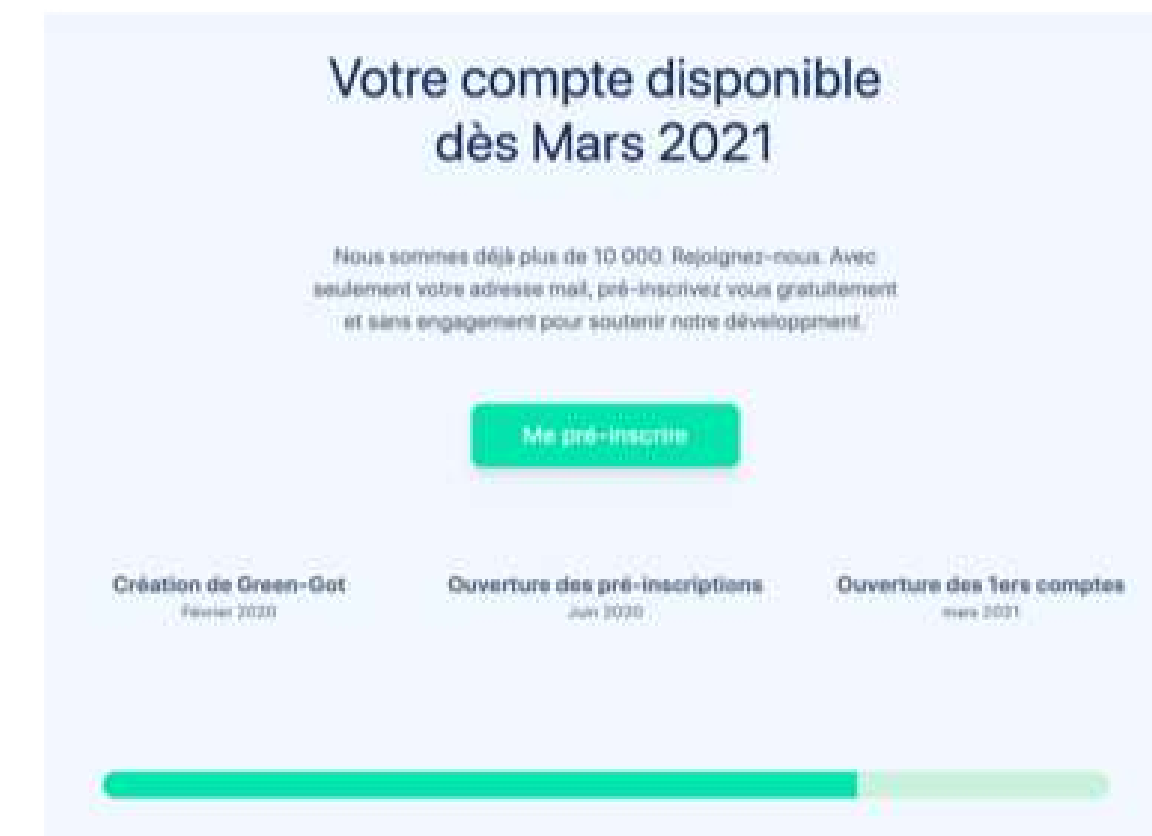 Votre compte disponible
dès Mars 2021
Nous sommes déjà plus de 10 000. Rejoignez-nous. Avec
seulement votre adresse mail, pré-inscrivez vous gratuitement
et sans engagement pour soutenir notre développment.
Me pré-inscrire
Création de Green-Got
Février 2020
Ouverture des pré-inscriptions
Juin 2020
Ouverture des 1ers comptes
mars 2021